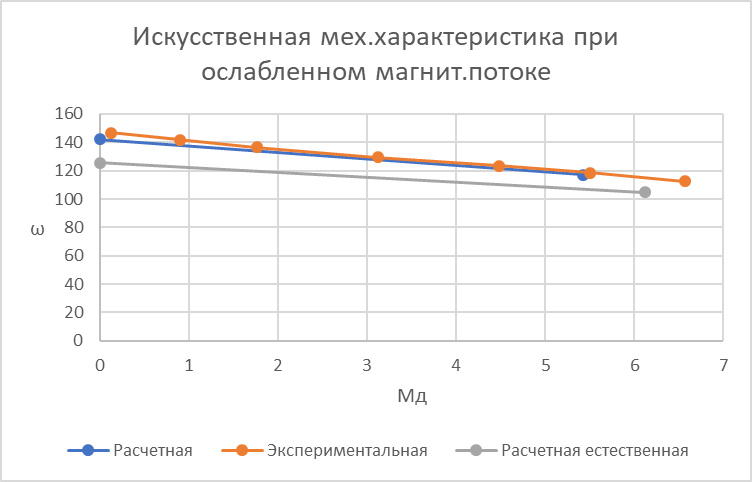 Искусственная мех.характеристика при
ослабленном магнит.потоке
160
140
120
100
80
60
40
20
0
ω
0 1 2 3 4 5 6 7
Мд
Расчетная Экспериментальная Расчетная естественная